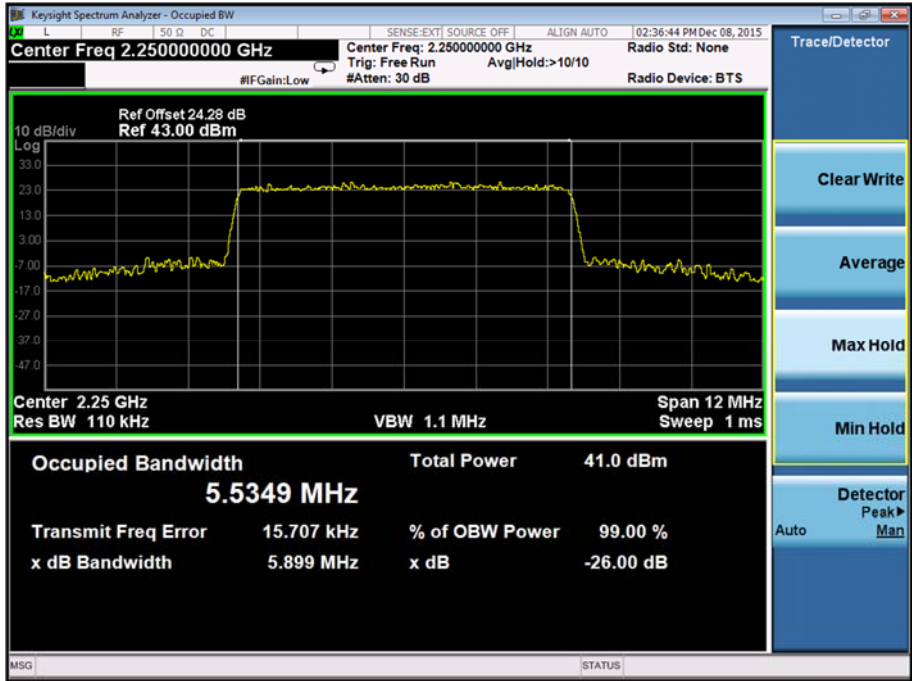 Keysight Spectrum Analyzer - Occupied BW
LXI L RF 50 Ω DC SENSE:EXT SOURCE OFF ALIGN AUTO 02:36:44 PM Dec 08, 2015
Center Freq 2.250000000 GHz
Center Freq: 2.250000000 GHz
Radio Std: None
Trig: Free Run Avg|Hold:>10/10
#IFGain:Low #Atten: 30 dB Radio Device: BTS
Trace/Detector
Ref Offset 24.28 dB
10 dB/div Ref 43.00 dBm
Log
33.0
23.0
13.0
3.00
-7.00
-17.0
-27.0
-37.0
-47.0
Center 2.25 GHz Span 12 MHz
Res BW 110 kHz VBW 1.1 MHz Sweep 1 ms
Occupied Bandwidth Total Power 41.0 dBm
5.5349 MHz
Transmit Freq Error 15.707 kHz % of OBW Power 99.00 %
x dB Bandwidth 5.899 MHz x dB -26.00 dB
Clear Write
Average
Max Hold
Min Hold
Detector
Peak▶
Auto Man
MSG STATUS